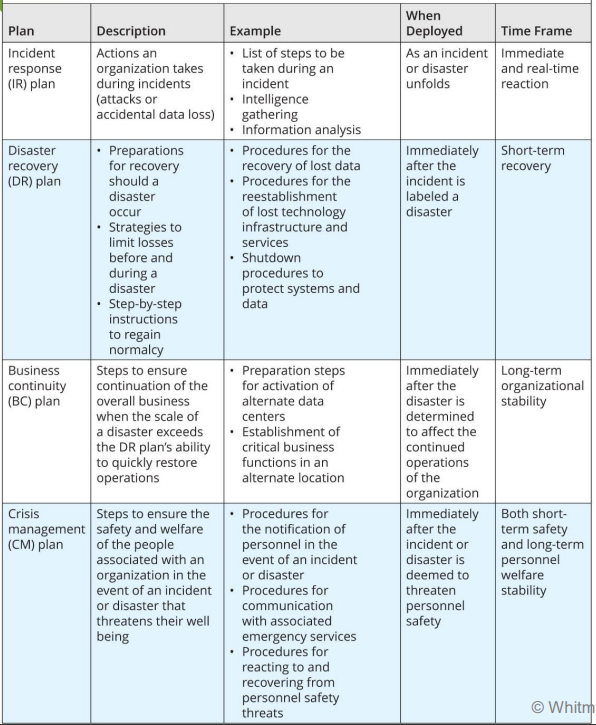 Plan
Description
Example
When
Deployed
Time Frame
Incident
response
(IR) plan
Actions an
organization takes
during incidents
(attacks or
accidental data loss)
• List of steps to be
taken during an
incident
• Intelligence
gathering
• Information analysis
As an incident
or disaster
unfolds
Immediate
and real-time
reaction
Disaster
recovery
(DR) plan
• Preparations
for recovery
should a
disaster
occur
• Strategies to
limit losses
before and
during a
disaster
• Step-by-step
instructions
to regain
normalcy
• Procedures for the
recovery of lost data
• Procedures for the
reestablishment
of lost technology
infrastructure and
services
• Shutdown
procedures to
protect systems and
data
Immediately
after the
incident is
labeled a
disaster
Short-term
recovery
Business
continuity
(BC) plan
Steps to ensure
continuation of the
overall business
when the scale of
a disaster exceeds
the DR plan's ability
to quickly restore
operations
• Preparation steps
for activation of
alternate data
centers
• Establishment of
critical business
functions in an
alternate location
Immediately
after the
disaster is
determined
to affect the
continued
operations
of the
organization
Long-term
organizational
stability
Crisis
management
(CM) plan
Steps to ensure the
safety and welfare
of the people
associated with an
organization in the
event of an incident
or disaster that
threatens their well
being
• Procedures for
the notification of
personnel in the
event of an incident
or disaster
• Procedures for
communication
with associated
emergency services
• Procedures for
reacting to and
recovering from
personnel safety
threats
Immediately
after the
incident or
disaster is
deemed to
threaten
personnel
safety
Both short-
term safety
and long-term
personnel
welfare
stability
© Whitm